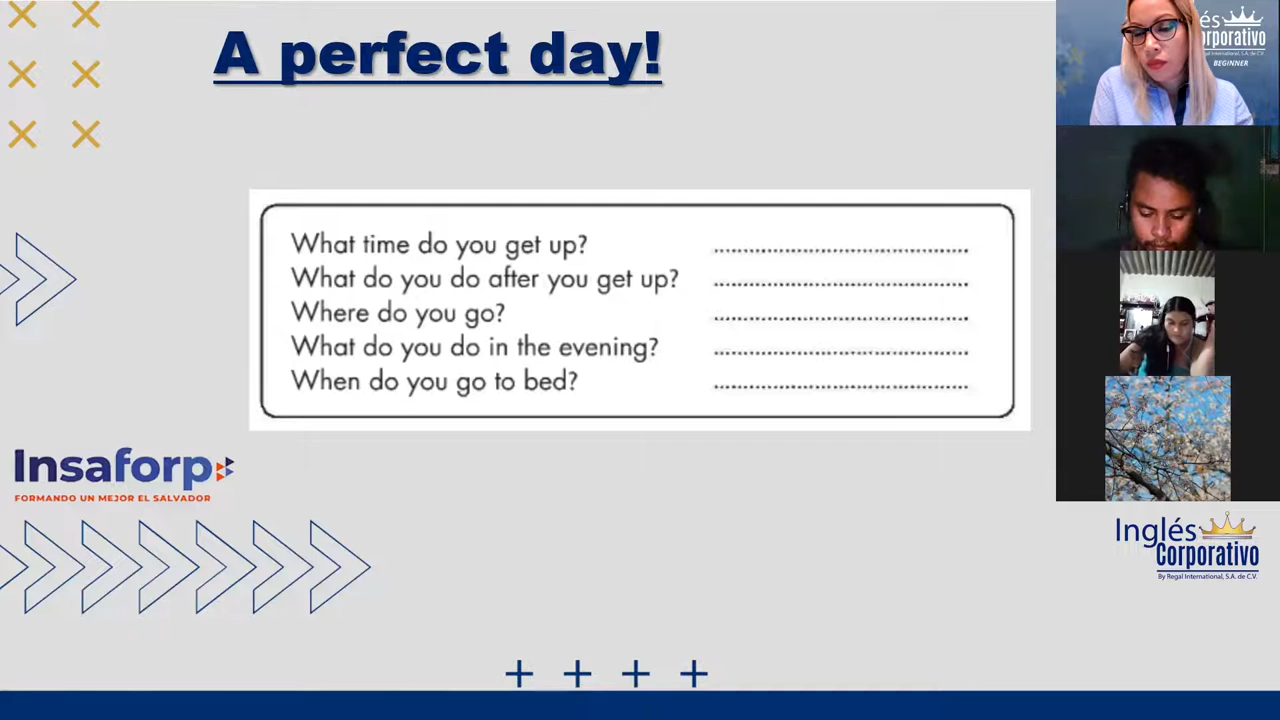 A perfect day!
What time do you get up? ........................................
What do you do after you get up? ........................................
Where do you go? ........................................
What do you do in the evening? ........................................
When do you go to bed? ........................................
Insaforp
FORMANDO UN MEJOR EL SALVADOR
és
orporativo
BEGINNER
Inglés
Corporativo
By Regal International, S.A. de C.V.